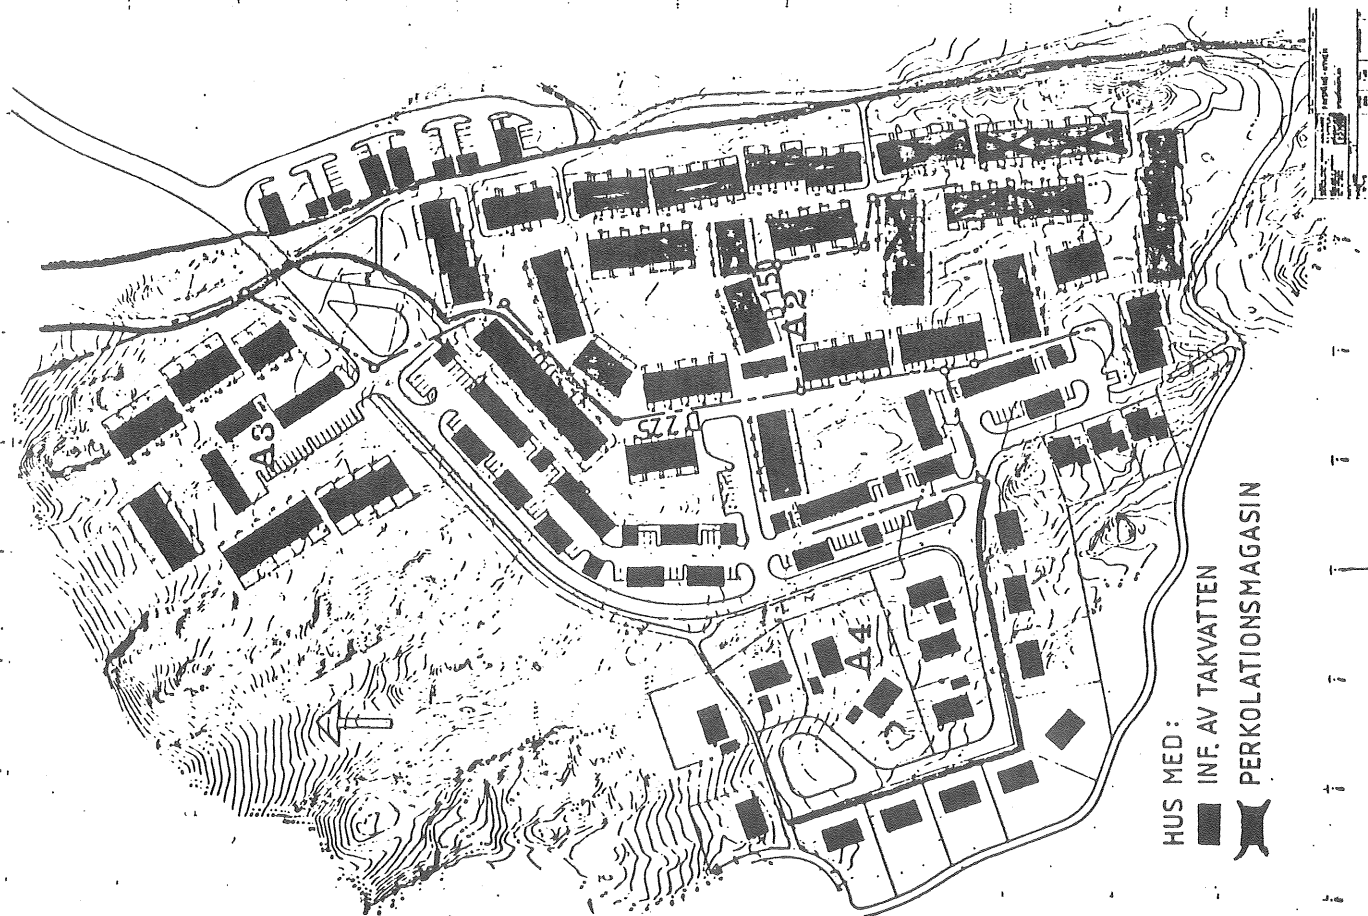 A3
225
150
A2
A4
HUS MED:
INF. AV TAKVATTEN
PERKOLATIONSMAGASIN